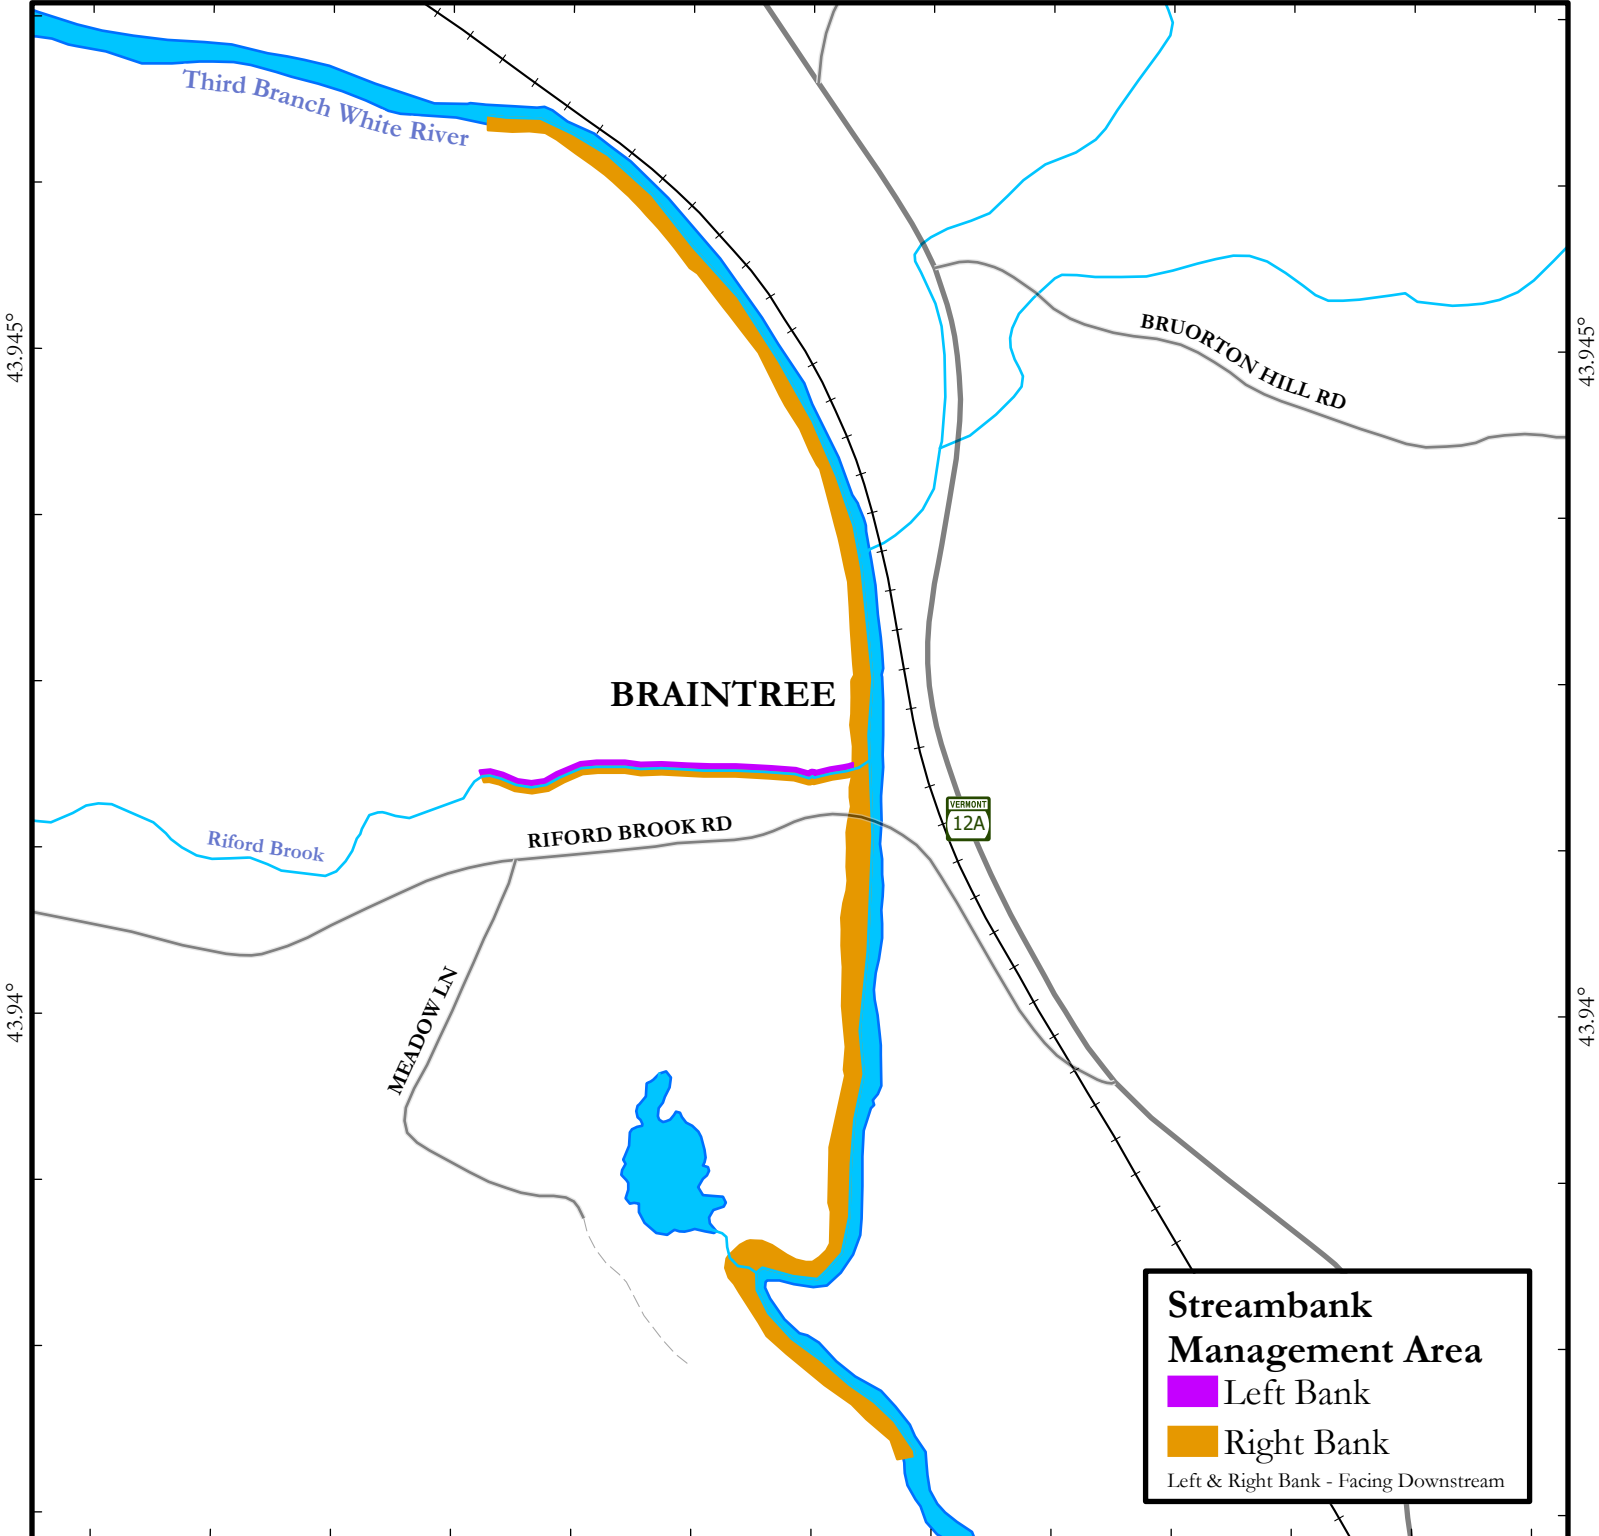 Third Branch White River
43.945°
43.945°
BRUORTON HILL RD
BRAINTREE
VERMONT
12A
RIFORD BROOK RD
Riford Brook
43.94°
43.94°
MEADOW LN
Streambank
Management Area
Left Bank
Right Bank
Left & Right Bank - Facing Downstream